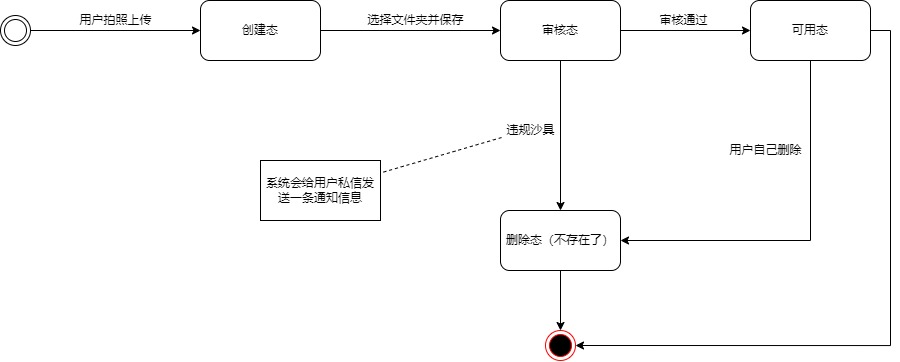 用户拍照上传
创建态
选择文件夹并保存
审核态
审核通过
可用态
违规沙具
用户自己删除
系统会给用户私信发
送一条通知信息
删除态（不存在了）